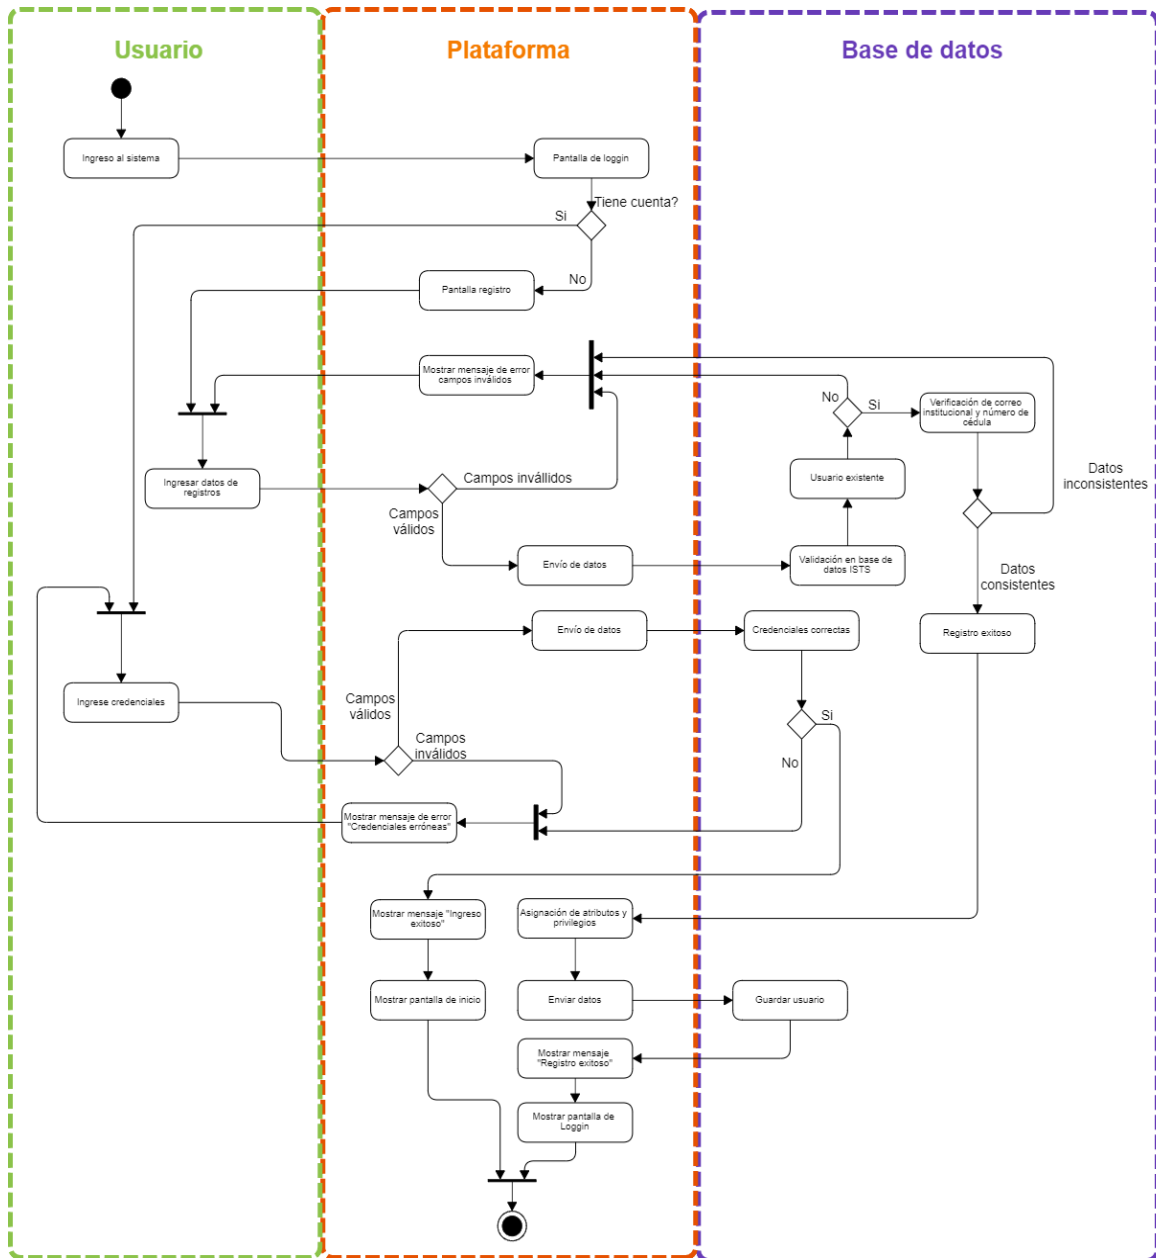 Usuario
Plataforma
Base de datos
Ingreso al sistema
Pantalla de loggin
Tiene cuenta?
Si
No
Pantalla registro
Mostrar mensaje de error
campos inválidos
No
Si
Verificación de correo
institucional y número de
cédula
Usuario existente
Datos
inconsistentes
Ingresar datos de
registros
Campos invállidos
Campos
válidos
Envío de datos
Validación en base de
datos ISTS
Datos
consistentes
Envío de datos
Credenciales correctas
Registro exitoso
Ingrese credenciales
Campos
válidos
Campos
inválidos
Si
No
Mostrar mensaje de error
"Credenciales erróneas"
Mostrar mensaje "Ingreso
exitoso"
Asignación de atributos y
privilegios
Mostrar pantalla de inicio
Enviar datos
Guardar usuario
Mostrar mensaje
"Registro exitoso"
Mostrar pantalla de
Loggin